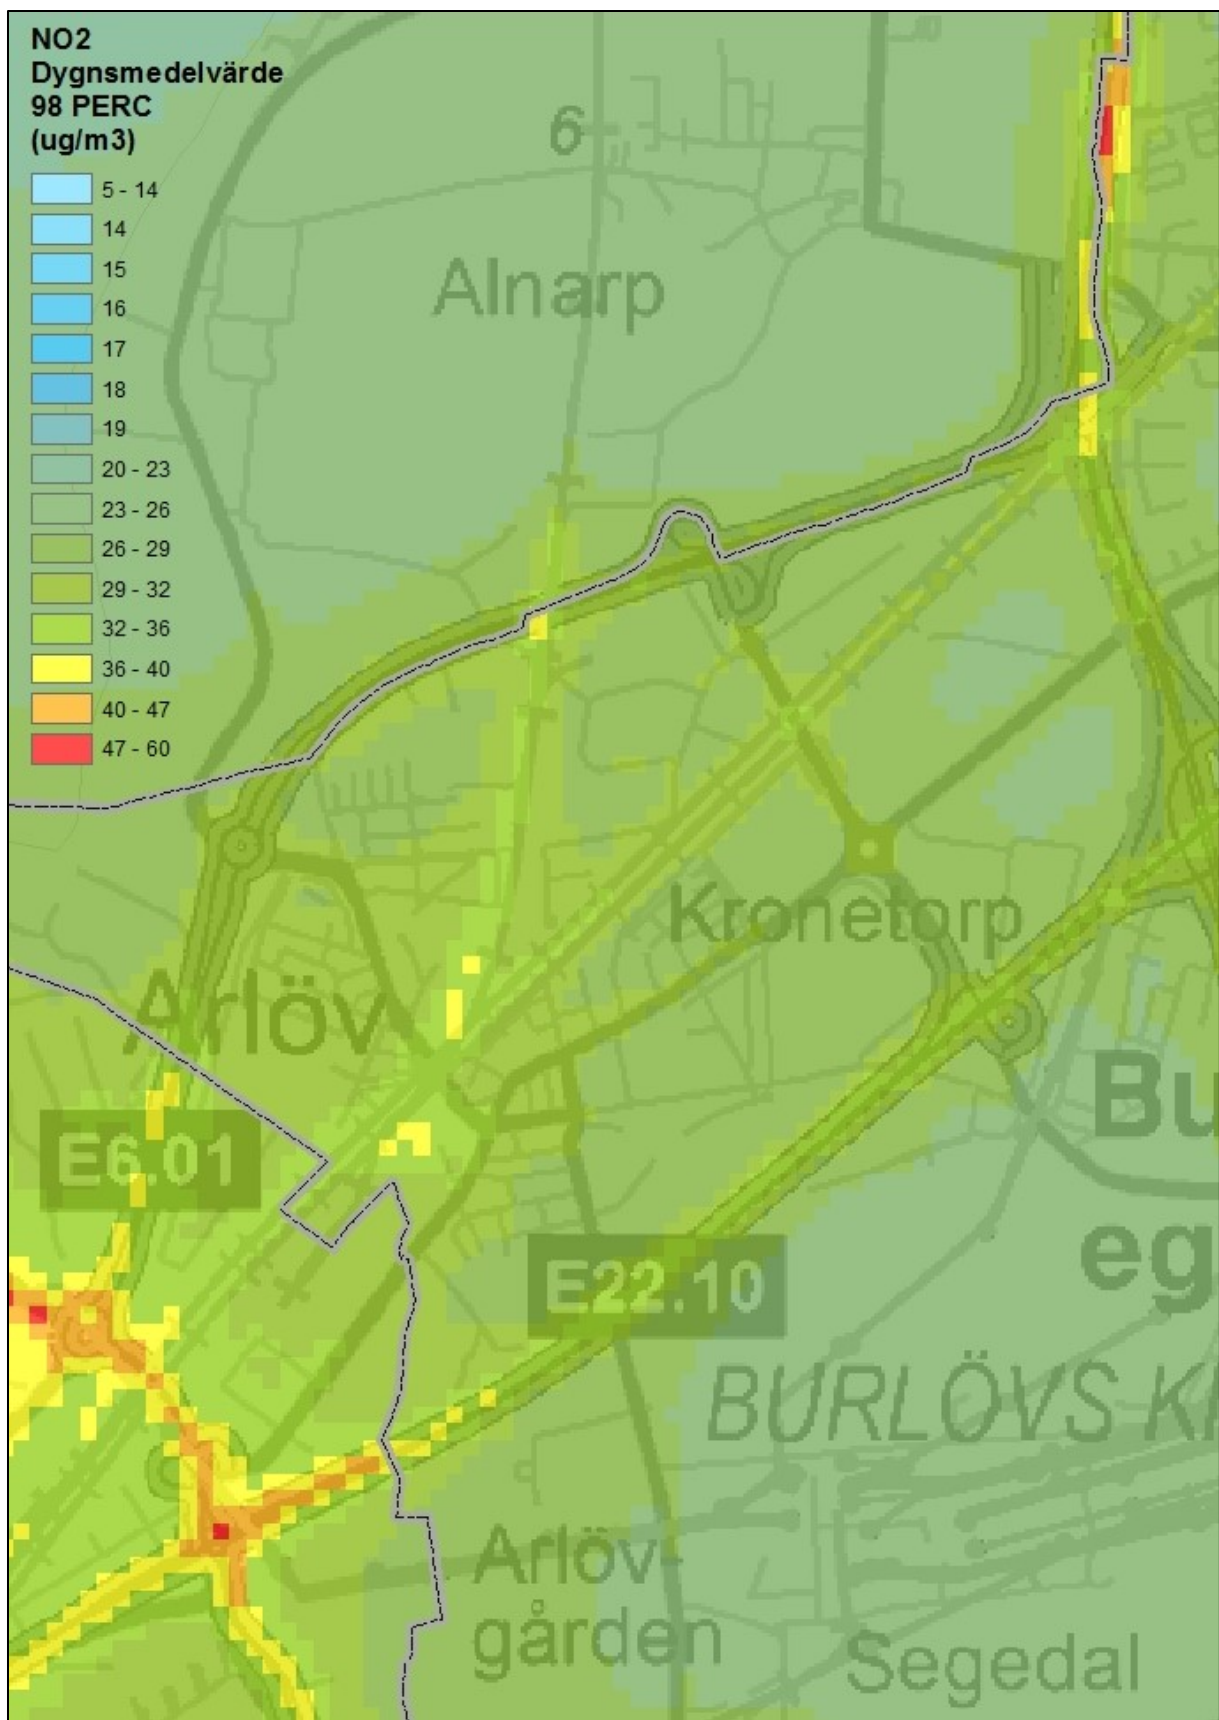 NO2
Dygnsmedelvärde
98 PERC
(ug/m3)
5 - 14
14
15
16
17
18
19
20 - 23
23 - 26
26 - 29
29 - 32
32 - 36
36 - 40
40 - 47
47 - 60
6
Alnarp
Kronetorp
Arlöv
Bu
E6.01
eg
E22.10
BURLÖVS K
Arlöv-
gården
Segedal